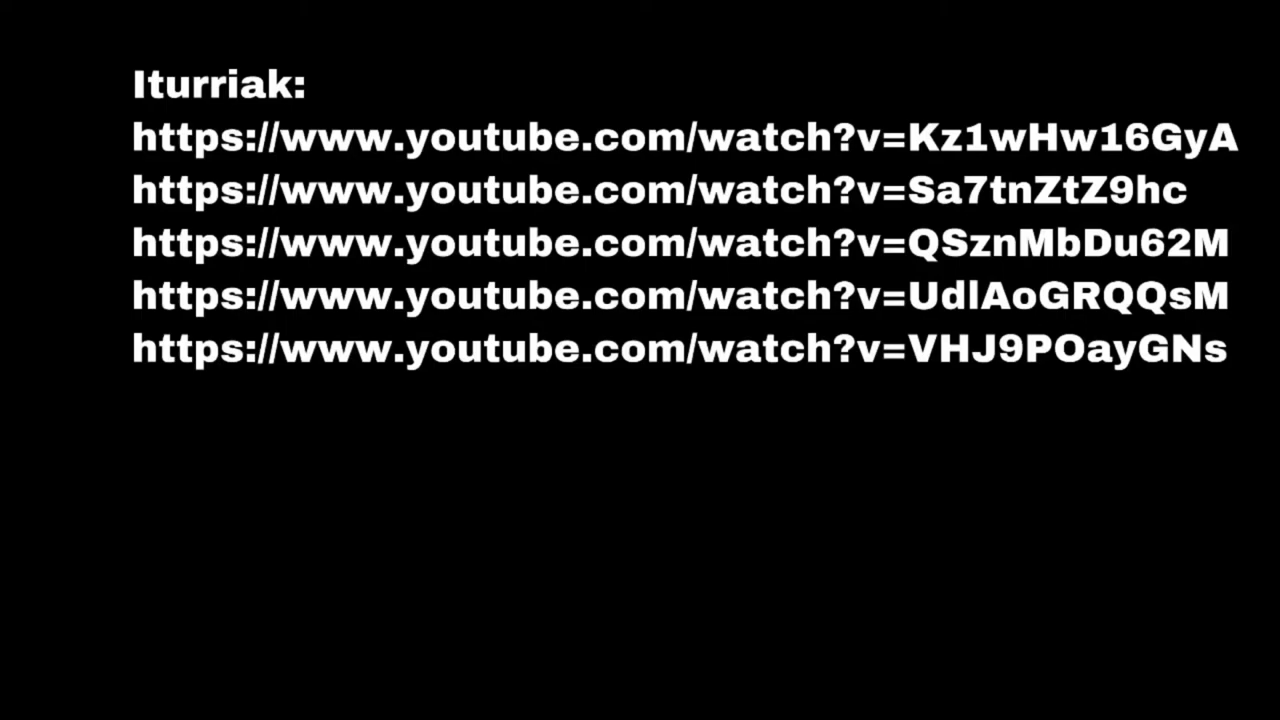 Iturriak:
https://www.youtube.com/watch?v=Kz1wHw16GyA
https://www.youtube.com/watch?v=Sa7tnZtZ9hc
https://www.youtube.com/watch?v=QSznMbDu62M
https://www.youtube.com/watch?v=UdlAoGRQQsM
https://www.youtube.com/watch?v=VHJ9POayGNs